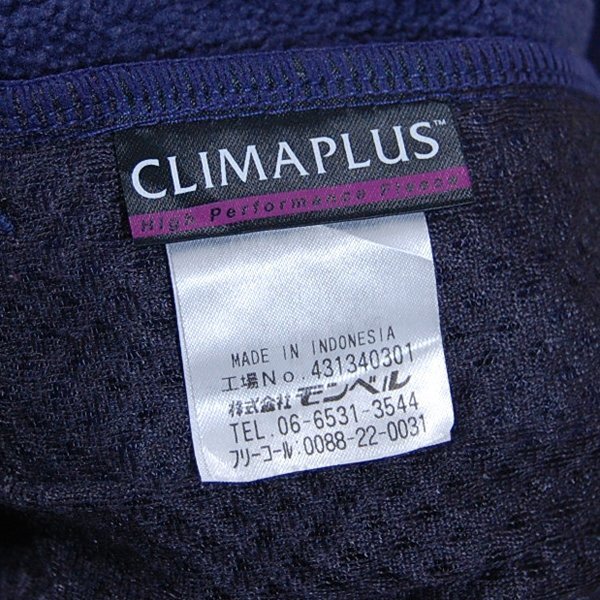 CLIMAPLUS™
High Performance Fleece
MADE IN INDONESIA
工場No.431340301
株式会社 モンベル
TEL.06-6531-3544
フリーコール:0088-22-0031